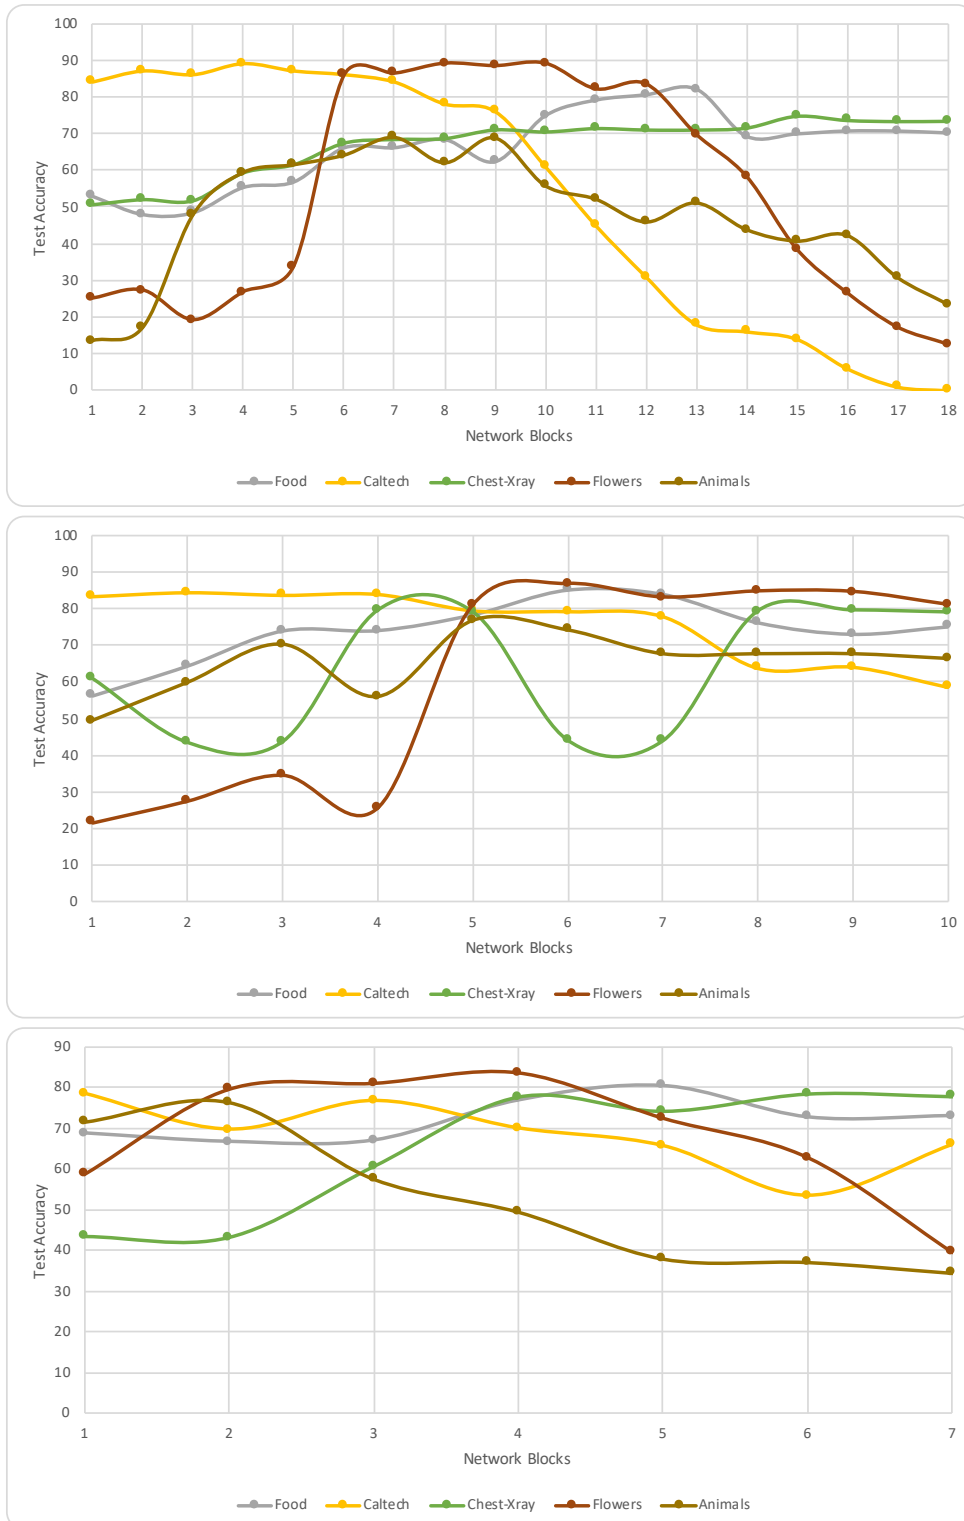 100
90
80
70
60
50
40
30
20
10
0
Test Accuracy
1 2 3 4 5 6 7 8 9 10 11 12 13 14 15 16 17 18
Network Blocks
Food Caltech Chest-Xray Flowers Animals
100
90
80
70
60
50
40
30
20
10
0
Test Accuracy
1 2 3 4 5 6 7 8 9 10
Network Blocks
Food Caltech Chest-Xray Flowers Animals
90
80
70
60
50
40
30
20
10
0
Test Accuracy
1 2 3 4 5 6 7
Network Blocks
Food Caltech Chest-Xray Flowers Animals